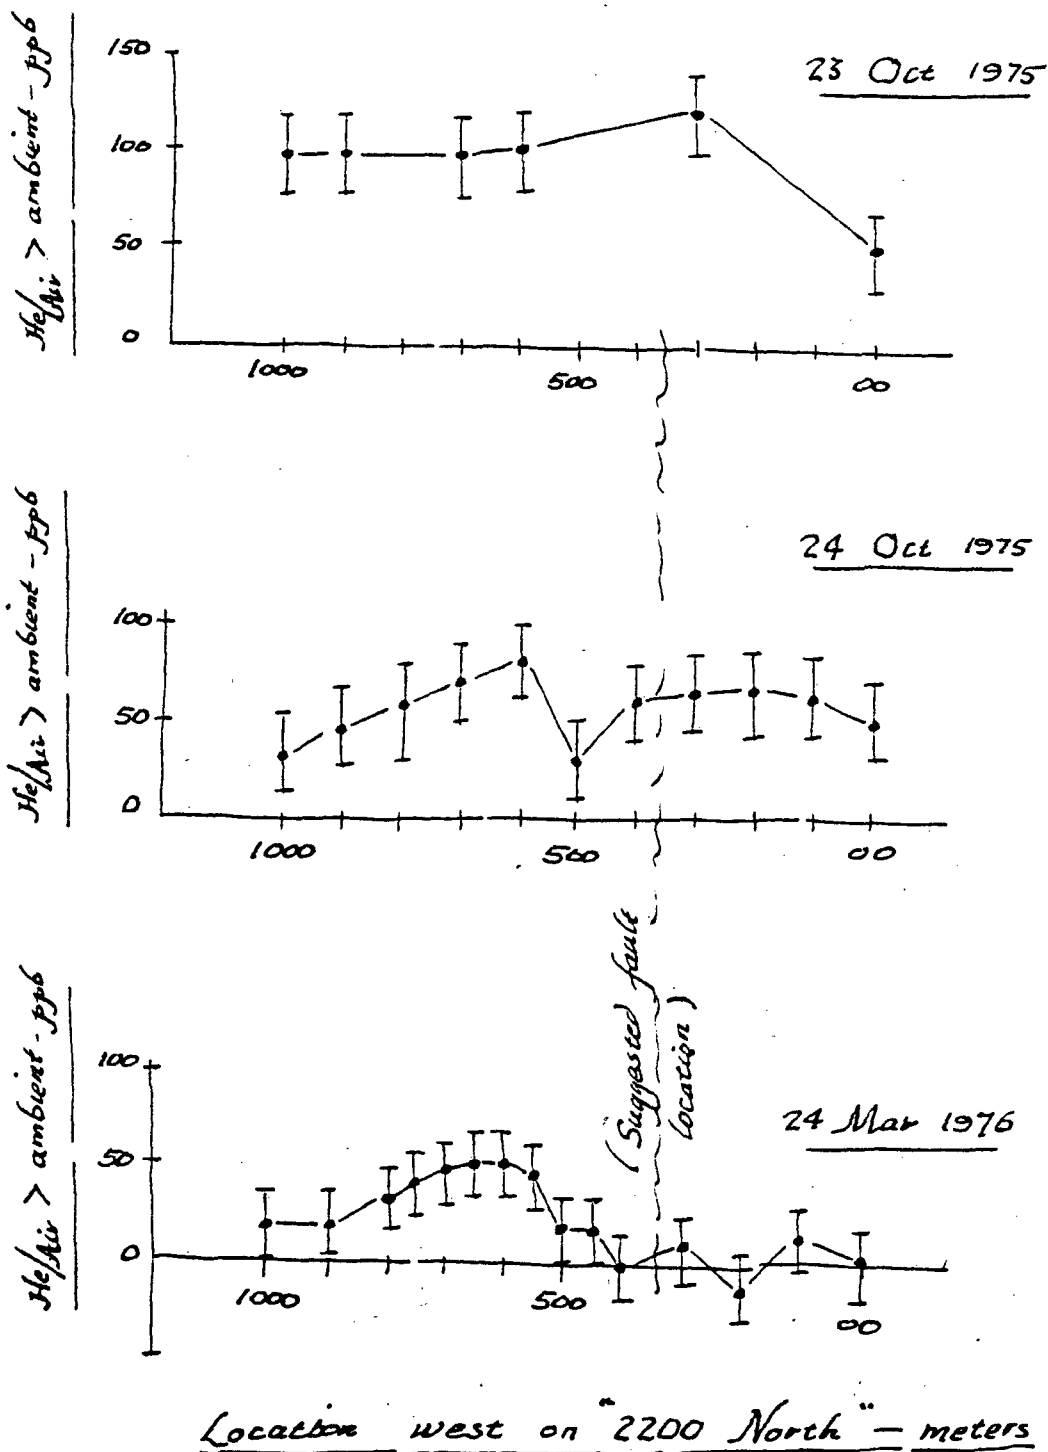 He/Air > ambient - ppb
23 Oct 1975
150
100
50
0
1000
500
00
He/Air > ambient - ppb
24 Oct 1975
100
50
0
1000
500
00
(Suggested fault
location)
He/Air > ambient - ppb
24 Mar 1976
100
50
0
1000
500
00
Location west on "2200 North" - meters